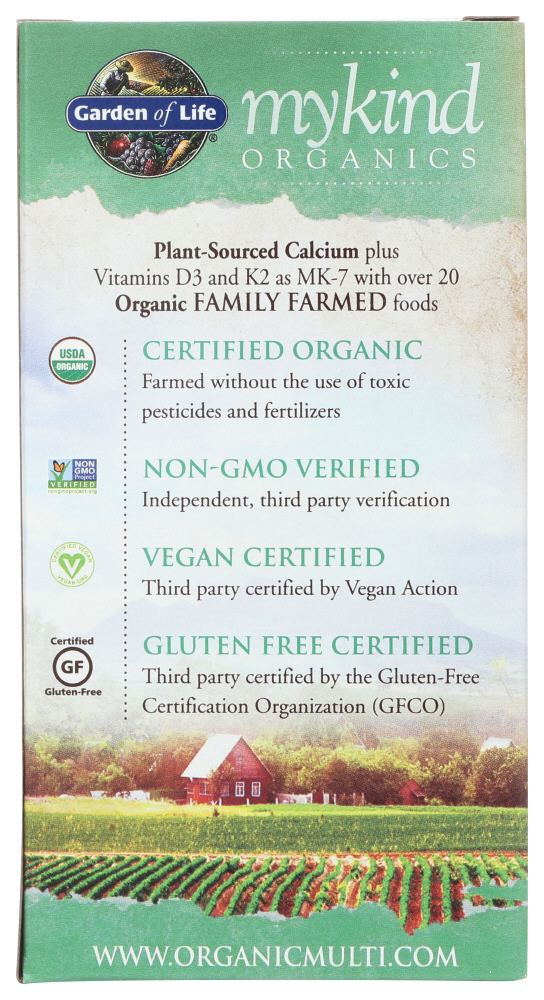 Garden of Life
®
mykind
ORGANICS
Plant-Sourced Calcium plus
Vitamins D3 and K2 as MK-7 with over 20
Organic FAMILY FARMED foods
USDA
ORGANIC
CERTIFIED ORGANIC
Farmed without the use of toxic
pesticides and fertilizers
NON
GMO
Project
VERIFIED
nongmoproject.org
NON-GMO VERIFIED
Independent, third party verification
CERTIFIED VEGAN
VEGAN.ORG
VEGAN CERTIFIED
Third party certified by Vegan Action
Certified
GF
Gluten-Free
GLUTEN FREE CERTIFIED
Third party certified by the Gluten-Free
Certification Organization (GFCO)
WWW.ORGANICMULTI.COM